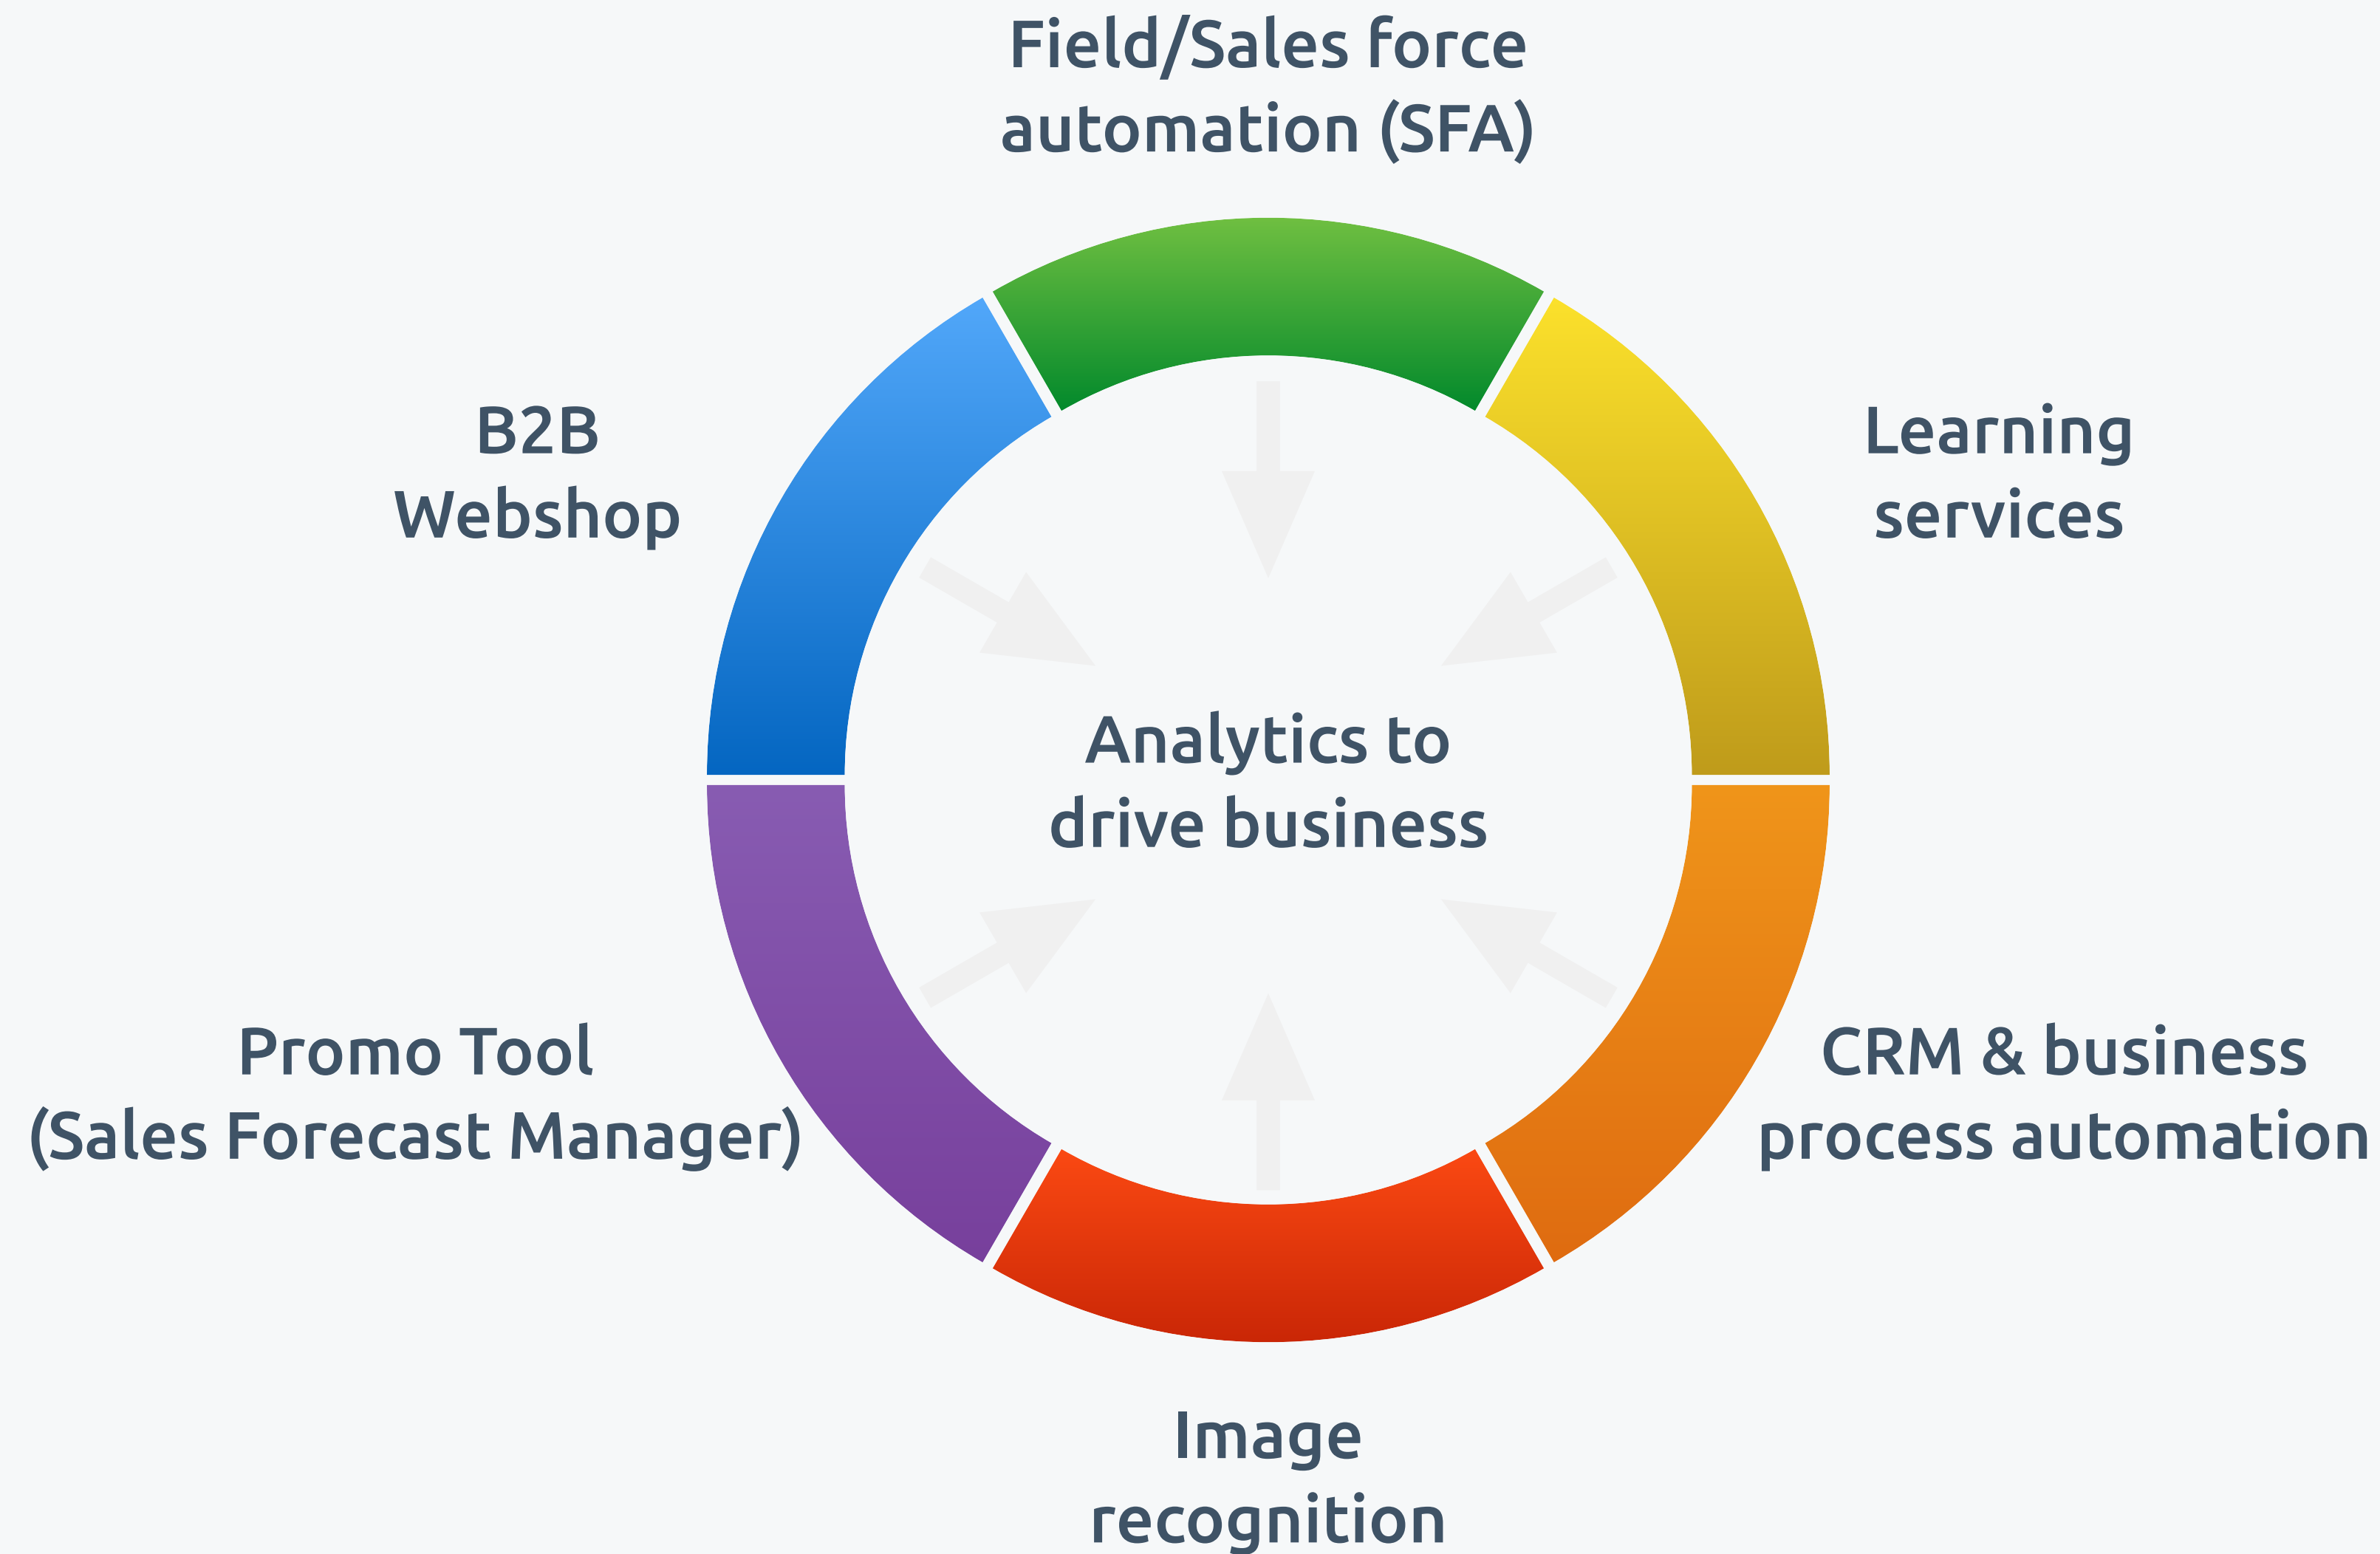 Field/Sales force
automation (SFA)
B2B
Webshop
Learning
services
Analytics to
drive business
Promo Tool
(Sales Forecast Manager)
CRM & business
process automation
Image
recognition